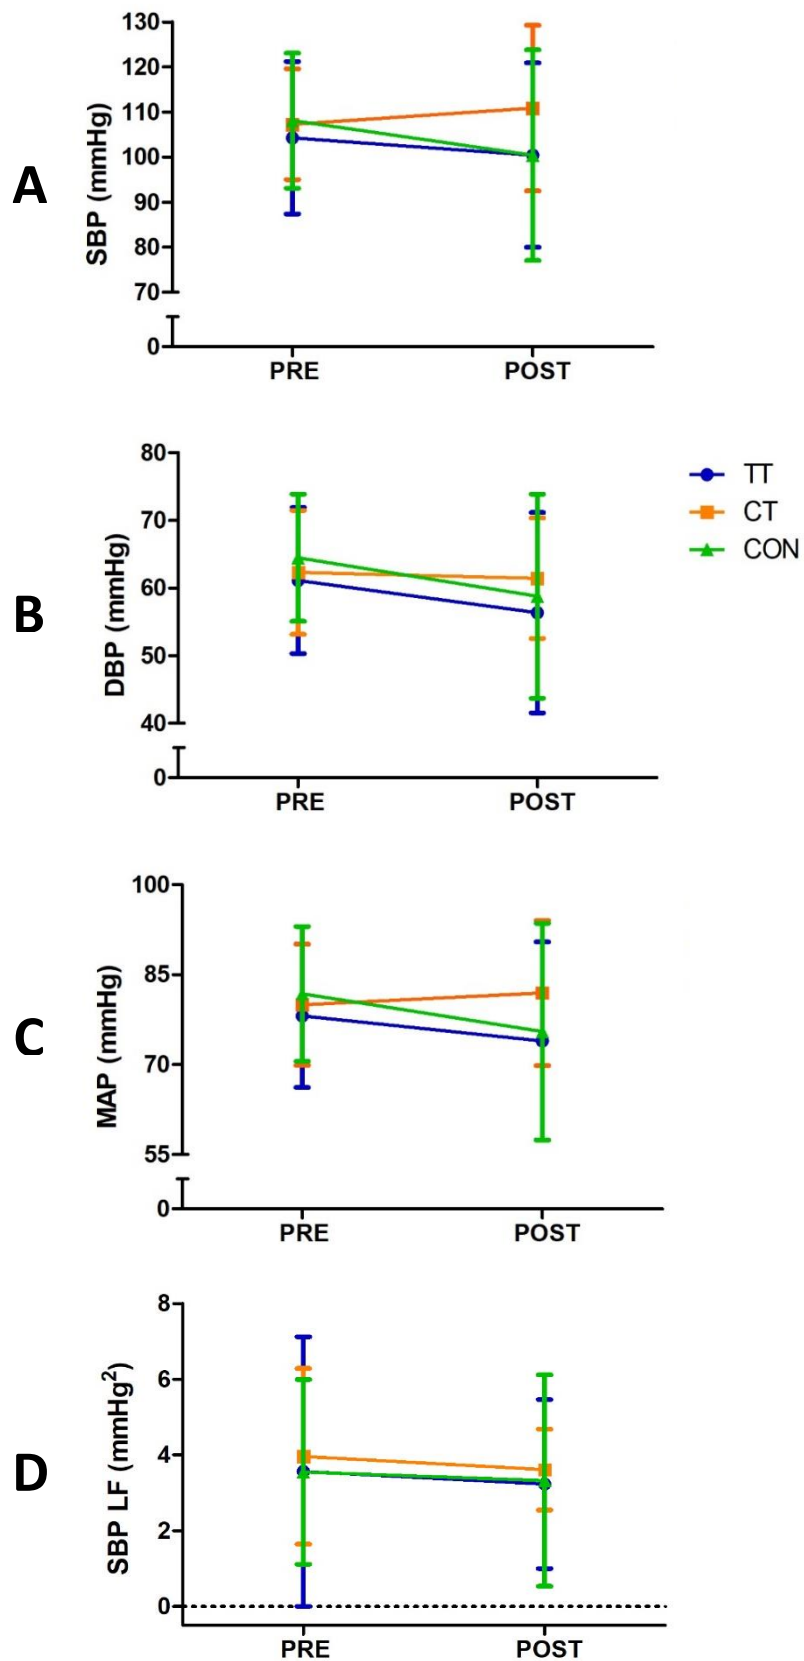 A
SBP (mmHg)
130
120
110
100
90
80
70
0
PRE POST
B
DBP (mmHg)
80
70
60
50
40
0
PRE POST
TT
CT
CON
C
MAP (mmHg)
100
85
70
55
0
PRE POST
D
SBP LF (mmHg²)
8
6
4
2
0
PRE POST